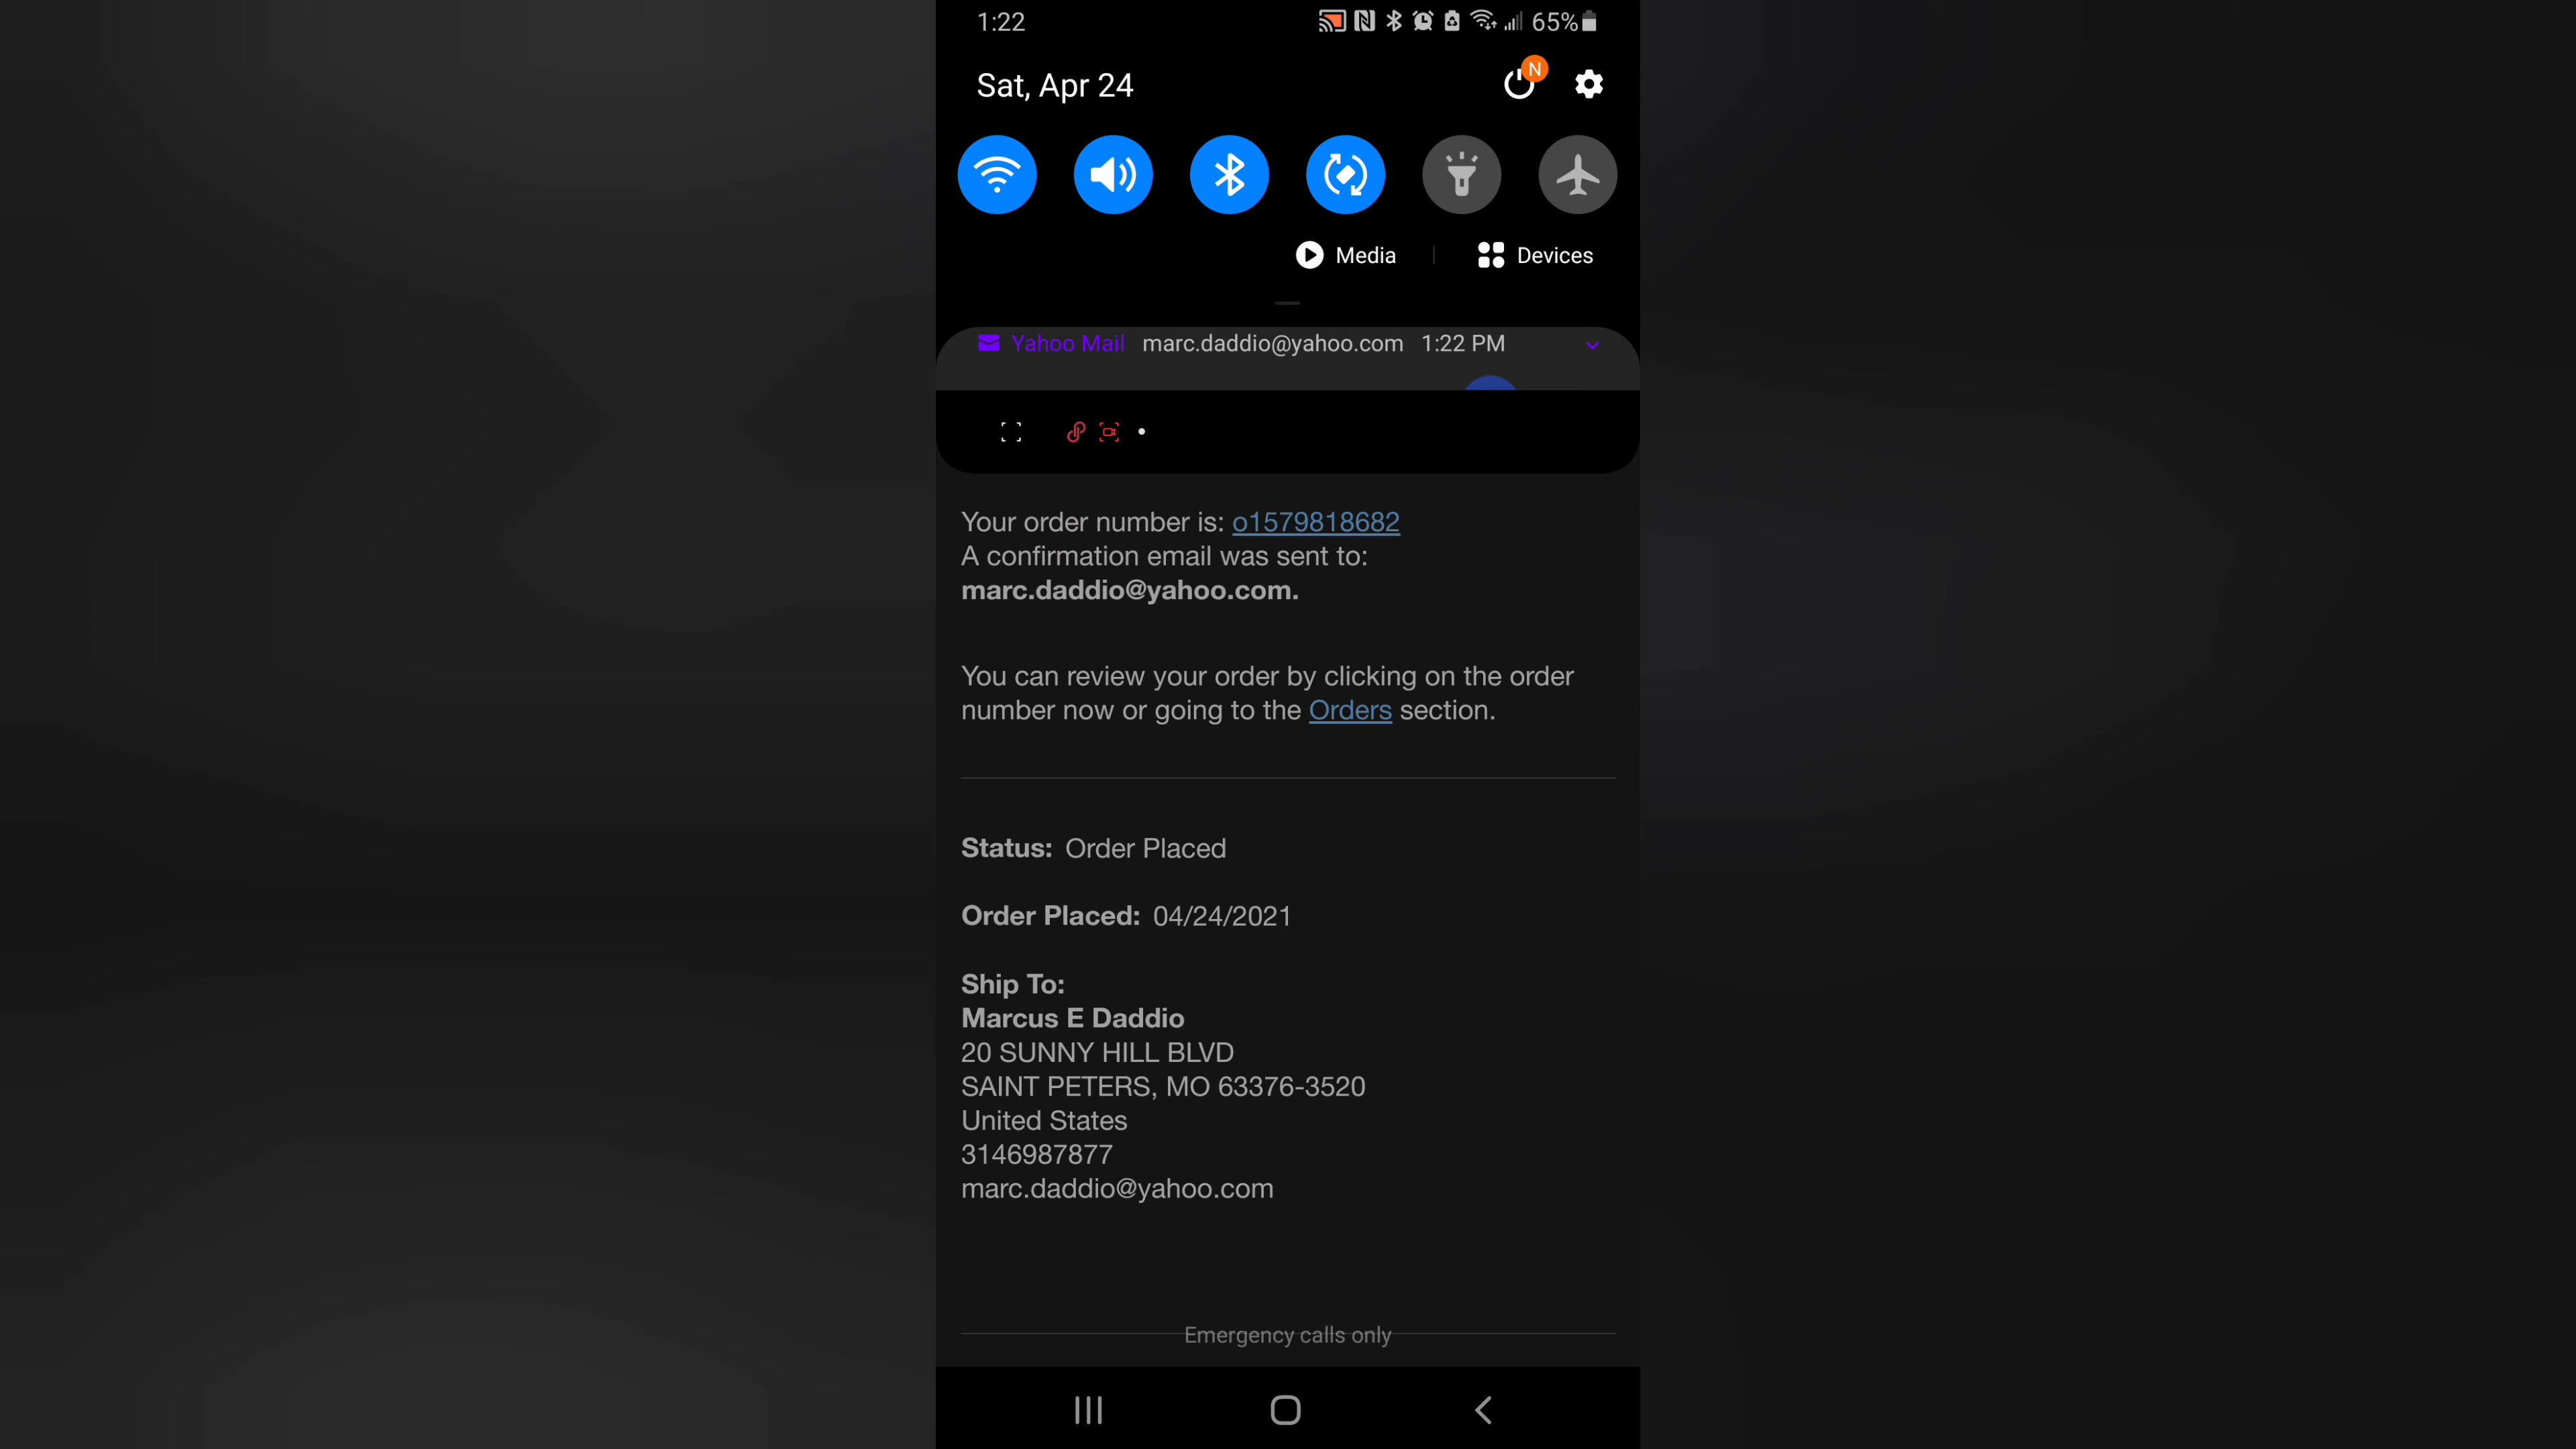 1:22
65%
Sat, Apr 24
N
Media
Devices
Yahoo Mail marc.daddio@yahoo.com 1:22 PM
Your order number is: o1579818682
A confirmation email was sent to:
marc.daddio@yahoo.com.
You can review your order by clicking on the order
number now or going to the Orders section.
Status: Order Placed
Order Placed: 04/24/2021
Ship To:
Marcus E Daddio
20 SUNNY HILL BLVD
SAINT PETERS, MO 63376-3520
United States
3146987877
marc.daddio@yahoo.com
Emergency calls only